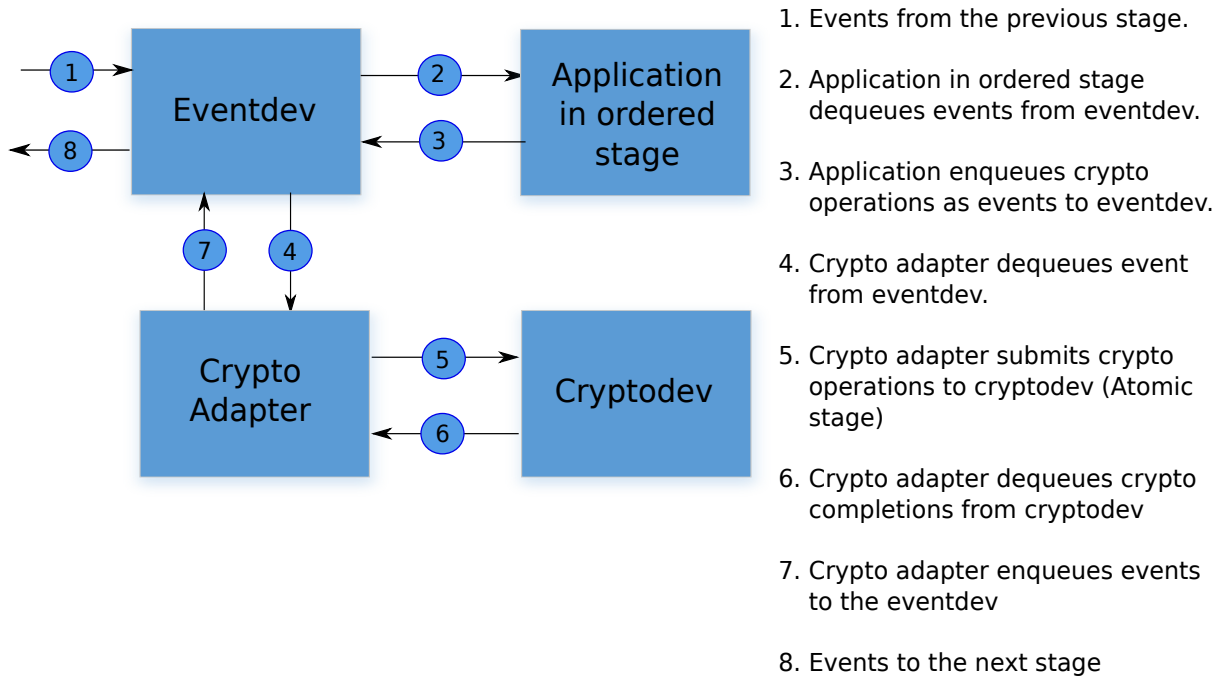 1
8
Eventdev
2
3
Application
in ordered
stage
7
4
Crypto
Adapter
5
6
Cryptodev
1. Events from the previous stage.
2. Application in ordered stage
dequeues events from eventdev.
3. Application enqueues crypto
operations as events to eventdev.
4. Crypto adapter dequeues event
from eventdev.
5. Crypto adapter submits crypto
operations to cryptodev (Atomic
stage)
6. Crypto adapter dequeues crypto
completions from cryptodev
7. Crypto adapter enqueues events
to the eventdev
8. Events to the next stage